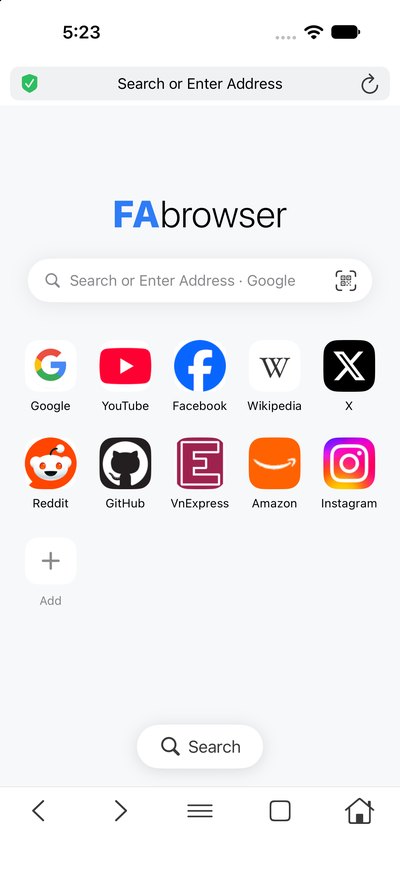 5:23
Search or Enter Address
FAbrowser
Search or Enter Address · Google
Google YouTube Facebook Wikipedia X
Reddit GitHub VnExpress Amazon Instagram
Add
Search